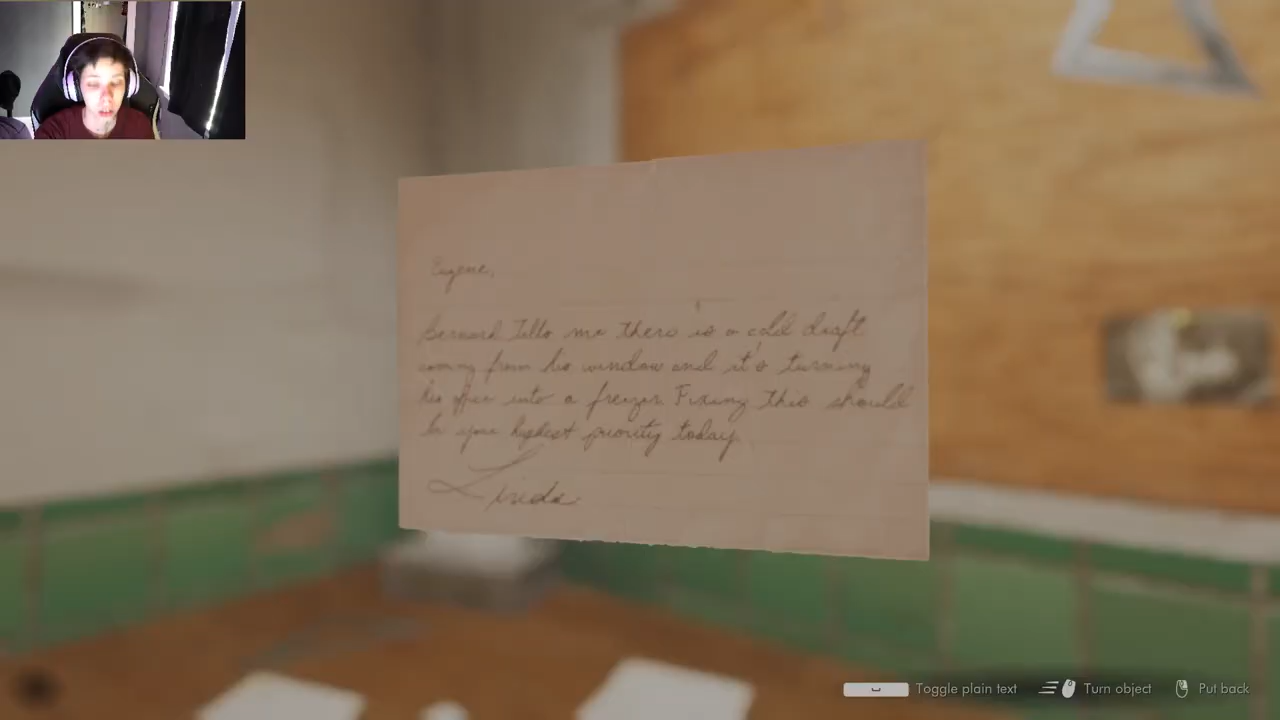 Eugene,
Bernard Tells me there is a cold draft
coming from his window and it's turning
his office into a freezer. Fixing this should
be your highest priority today.
Linda
Toggle plain text
Turn object
Put back